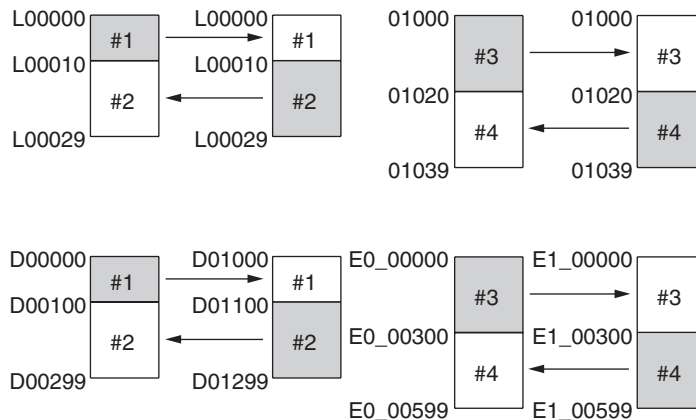 L00000 L00000 01000 01000
#1 #1
L00010 L00010 #3 #3
#2 #2 01020 01020
L00029 L00029 #4 #4
01039 01039
D00000 D01000 E0_00000 E1_00000
#1 #1
D00100 D01100 #3 #3
#2 #2 E0_00300 E1_00300
D00299 D01299 #4 #4
E0_00599 E1_00599